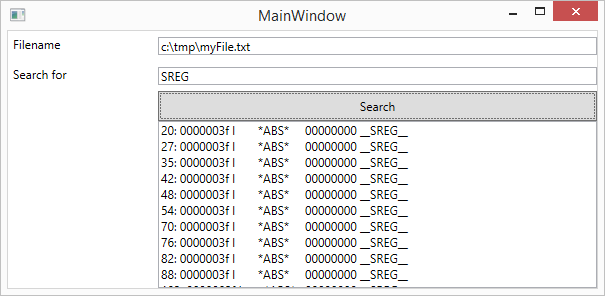 MainWindow
Filename
c:\tmp\myFile.txt
Search for
SREG
Search
20: 0000003f l *ABS* 00000000 __SREG__
27: 0000003f l *ABS* 00000000 __SREG__
35: 0000003f l *ABS* 00000000 __SREG__
42: 0000003f l *ABS* 00000000 __SREG__
48: 0000003f l *ABS* 00000000 __SREG__
54: 0000003f l *ABS* 00000000 __SREG__
70: 0000003f l *ABS* 00000000 __SREG__
76: 0000003f l *ABS* 00000000 __SREG__
82: 0000003f l *ABS* 00000000 __SREG__
88: 0000003f l *ABS* 00000000 __SREG__